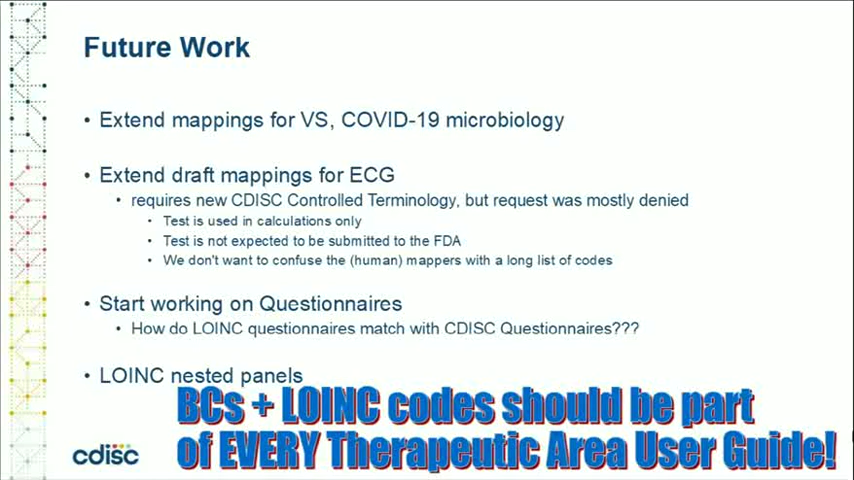 Future Work
• Extend mappings for VS, COVID-19 microbiology
• Extend draft mappings for ECG
• requires new CDISC Controlled Terminology, but request was mostly denied
• Test is used in calculations only
• Test is not expected to be submitted to the FDA
• We don't want to confuse the (human) mappers with a long list of codes
• Start working on Questionnaires
• How do LOINC questionnaires match with CDISC Questionnaires???
• LOINC nested panels
BCs + LOINC codes should be part
of EVERY Therapeutic Area User Guide!
cdisc